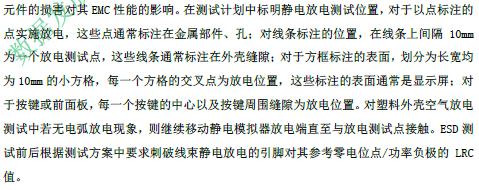 元件的损害对其EMC性能的影响。在测试计划中标明静电放电测试位置,对于以点标注的
点实施放电,这些点通常标注在金属部件、孔;对线条标注的位置,在线条上间隔 10mm
为一个放电测试点,这些线条通常标注在外壳缝隙;对于方框标注的表面,划分为长宽均
为10mm的小方格,每一个方格的交叉点为放电位置,这些标注的表面通常是显示屏;对
于按键或前面板,每一个按键的中心以及按键周围缝隙为放电位置。对塑料外壳空气放电
测试中若无电弧放电现象,则继续移动静电模拟器放电端直至与放电测试点接触。ESD测
试前后根据测试方案中要求刺破线束静电放电的引脚对其参考零电位点/功率负极的 LRC
值。